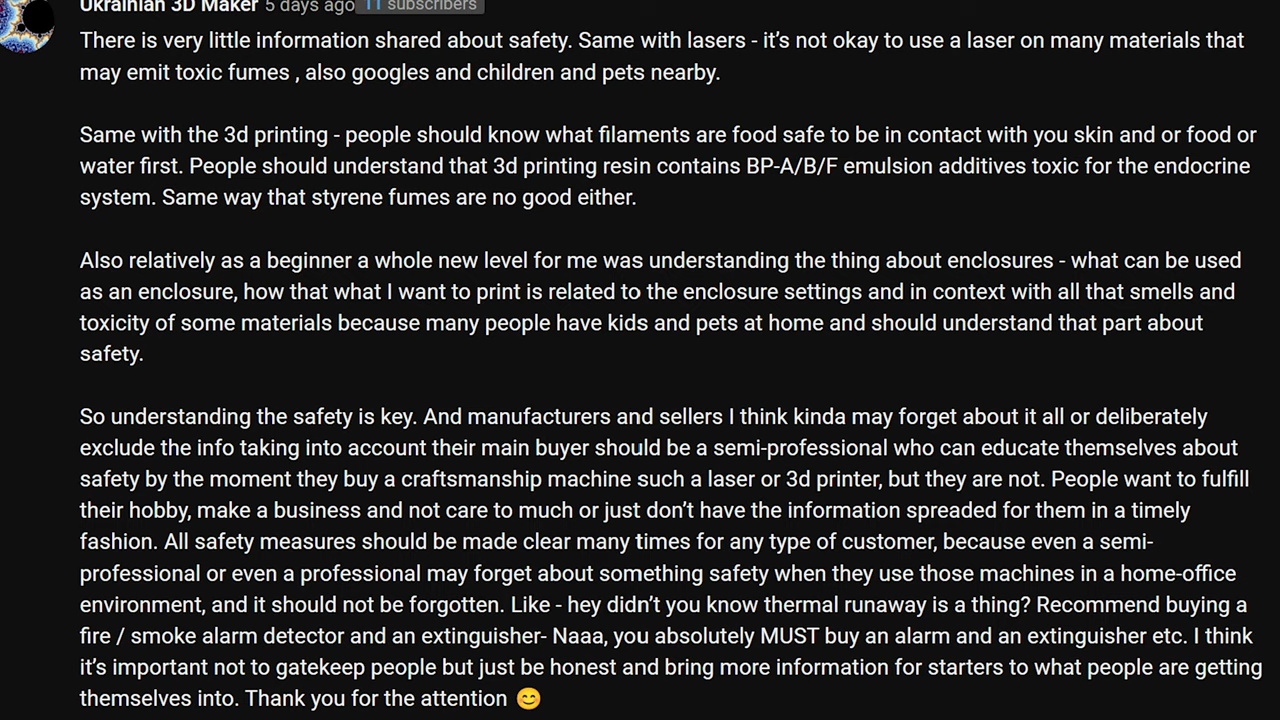 Ukrainian 3D Maker 5 days ago 11 subscribers
There is very little information shared about safety. Same with lasers - it’s not okay to use a laser on many materials that
may emit toxic fumes , also googles and children and pets nearby.
Same with the 3d printing - people should know what filaments are food safe to be in contact with you skin and or food or
water first. People should understand that 3d printing resin contains BP-A/B/F emulsion additives toxic for the endocrine
system. Same way that styrene fumes are no good either.
Also relatively as a beginner a whole new level for me was understanding the thing about enclosures - what can be used
as an enclosure, how that what I want to print is related to the enclosure settings and in context with all that smells and
toxicity of some materials because many people have kids and pets at home and should understand that part about
safety.
So understanding the safety is key. And manufacturers and sellers I think kinda may forget about it all or deliberately
exclude the info taking into account their main buyer should be a semi-professional who can educate themselves about
safety by the moment they buy a craftsmanship machine such a laser or 3d printer, but they are not. People want to fulfill
their hobby, make a business and not care to much or just don’t have the information spreaded for them in a timely
fashion. All safety measures should be made clear many times for any type of customer, because even a semi-
professional or even a professional may forget about something safety when they use those machines in a home-office
environment, and it should not be forgotten. Like - hey didn’t you know thermal runaway is a thing? Recommend buying a
fire / smoke alarm detector and an extinguisher- Naaa, you absolutely MUST buy an alarm and an extinguisher etc. I think
it’s important not to gatekeep people but just be honest and bring more information for starters to what people are getting
themselves into. Thank you for the attention 😊